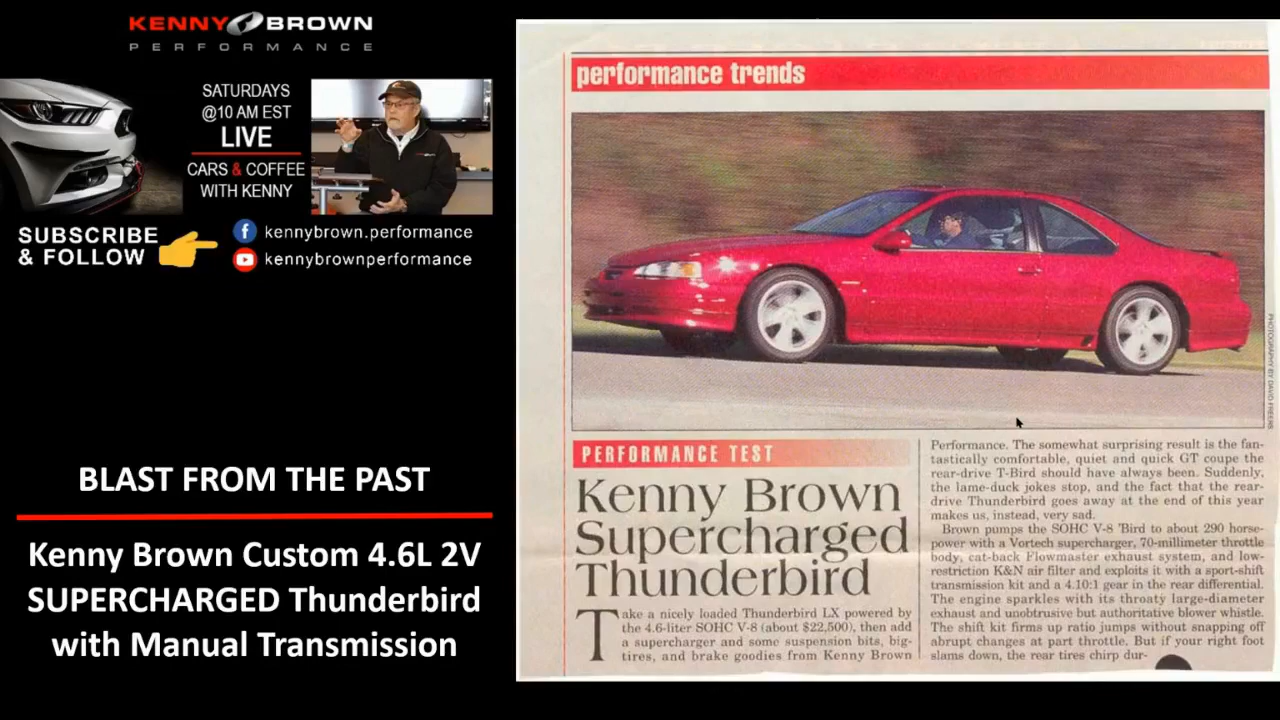 KENNY BROWN
PERFORMANCE
SATURDAYS
@10 AM EST
LIVE
CARS & COFFEE
WITH KENNY
SUBSCRIBE
& FOLLOW
kennybrown.performance
kennybrownperformance
BLAST FROM THE PAST
Kenny Brown Custom 4.6L 2V
SUPERCHARGED Thunderbird
with Manual Transmission
performance trends
PHOTOGRAPHY BY DAVID FREERS
PERFORMANCE TEST
Kenny Brown
Supercharged
Thunderbird
Take a nicely loaded Thunderbird LX powered by
the 4.6-liter SOHC V-8 (about $22,500), then add
a supercharger and some suspension bits, big-
tires, and brake goodies from Kenny Brown
Performance. The somewhat surprising result is the fan-
tastically comfortable, quiet and quick GT coupe the
rear-drive T-Bird should have always been. Suddenly,
the lame-duck jokes stop, and the fact that the rear-
drive Thunderbird goes away at the end of this year
makes us, instead, very sad.
Brown pumps the SOHC V-8 'Bird to about 290 horse-
power with a Vortech supercharger, 70-millimeter throttle
body, cat-back Flowmaster exhaust system, and low-
restriction K&N air filter and exploits it with a sport-shift
transmission kit and a 4.10:1 gear in the rear differential.
The engine sparkles with its throaty large-diameter
exhaust and unobtrusive but authoritative blower whistle.
The shift kit firms up ratio jumps without snapping off
abrupt changes at part throttle. But if your right foot
slams down, the rear tires chirp dur-